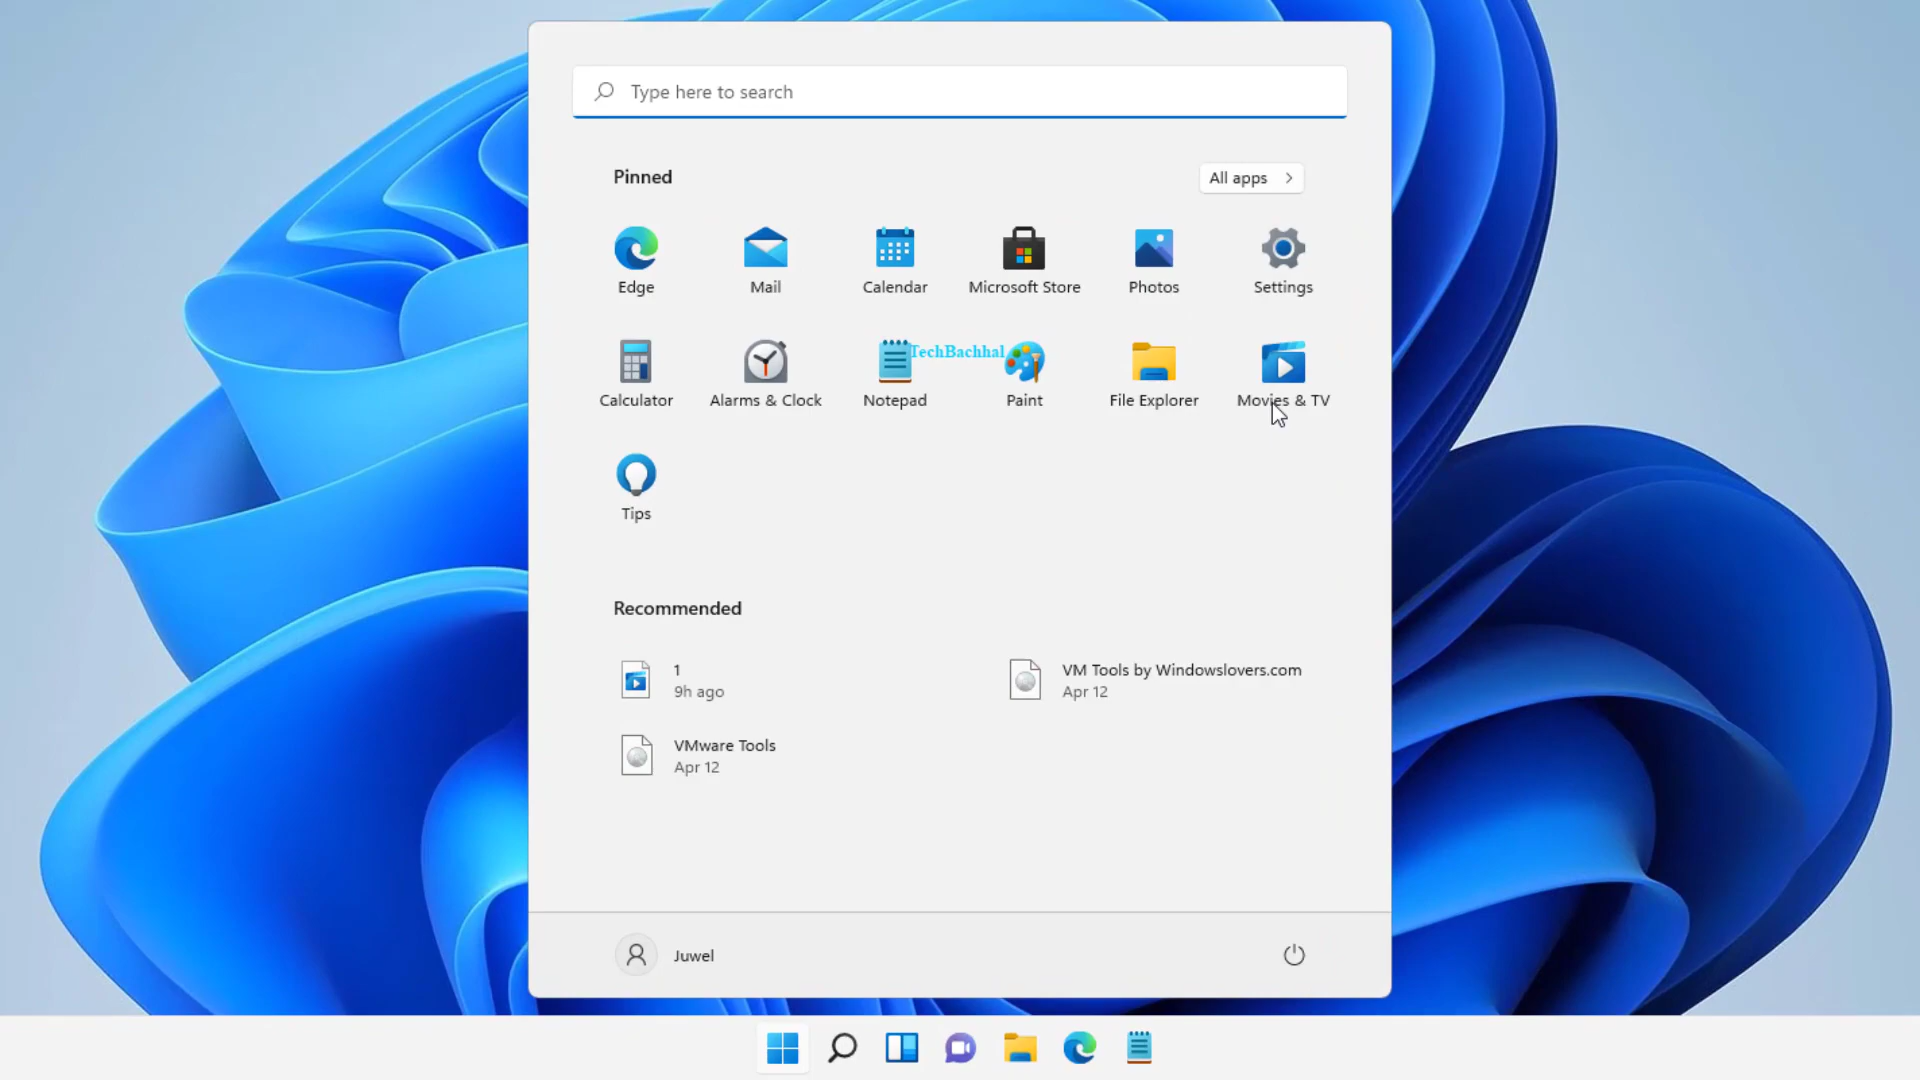 Type here to search
Pinned
All apps
Edge
Mail
Calendar
Microsoft Store
Photos
Settings
TechBachhal
Calculator
Alarms & Clock
Notepad
Paint
File Explorer
Movies & TV
Tips
Recommended
1
9h ago
VM Tools by Windowslovers.com
Apr 12
VMware Tools
Apr 12
Juwel